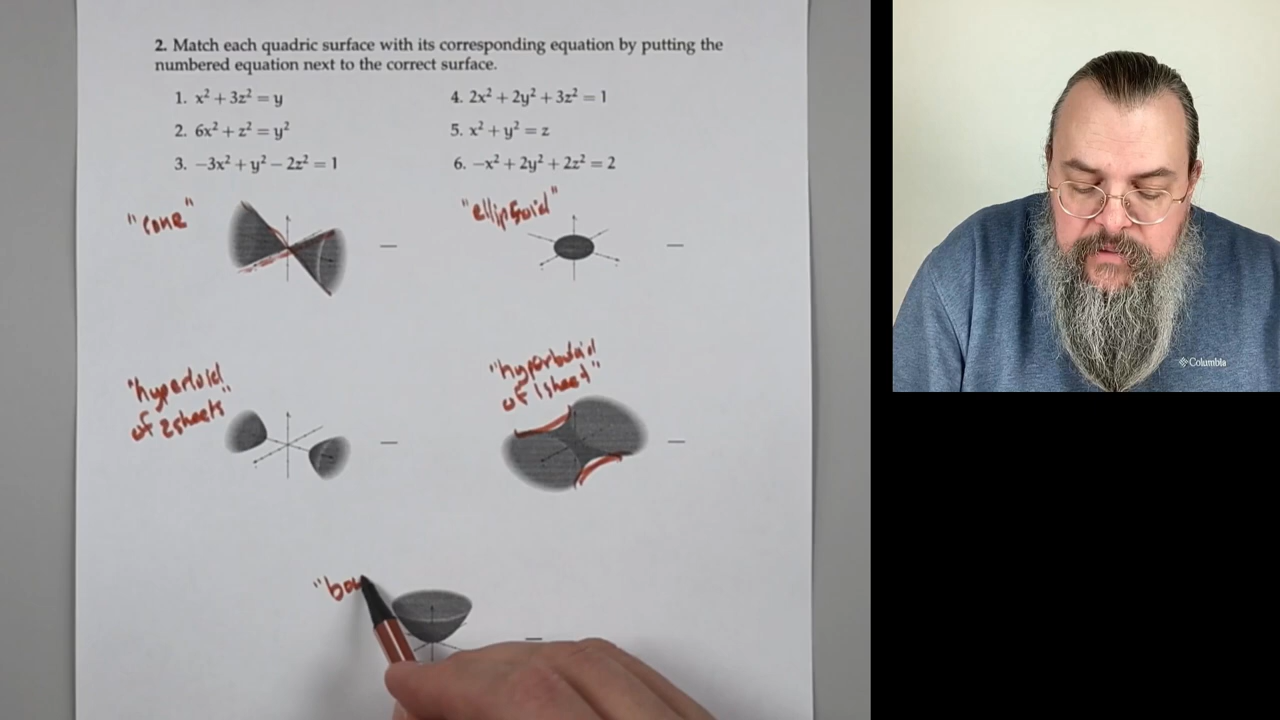 2. Match each quadric surface with its corresponding equation by putting the
numbered equation next to the correct surface.
1. x² + 3z² = y
4. 2x² + 2y² + 3z² = 1
2. 6x² + z² = y²
5. x² + y² = z
3. −3x² + y² − 2z² = 1
6. −x² + 2y² + 2z² = 2
"cone"
"ellipsoid"
"hyperloid"
of 2 sheets
"hyperboloid
of 1 sheet"
"bow
Columbia